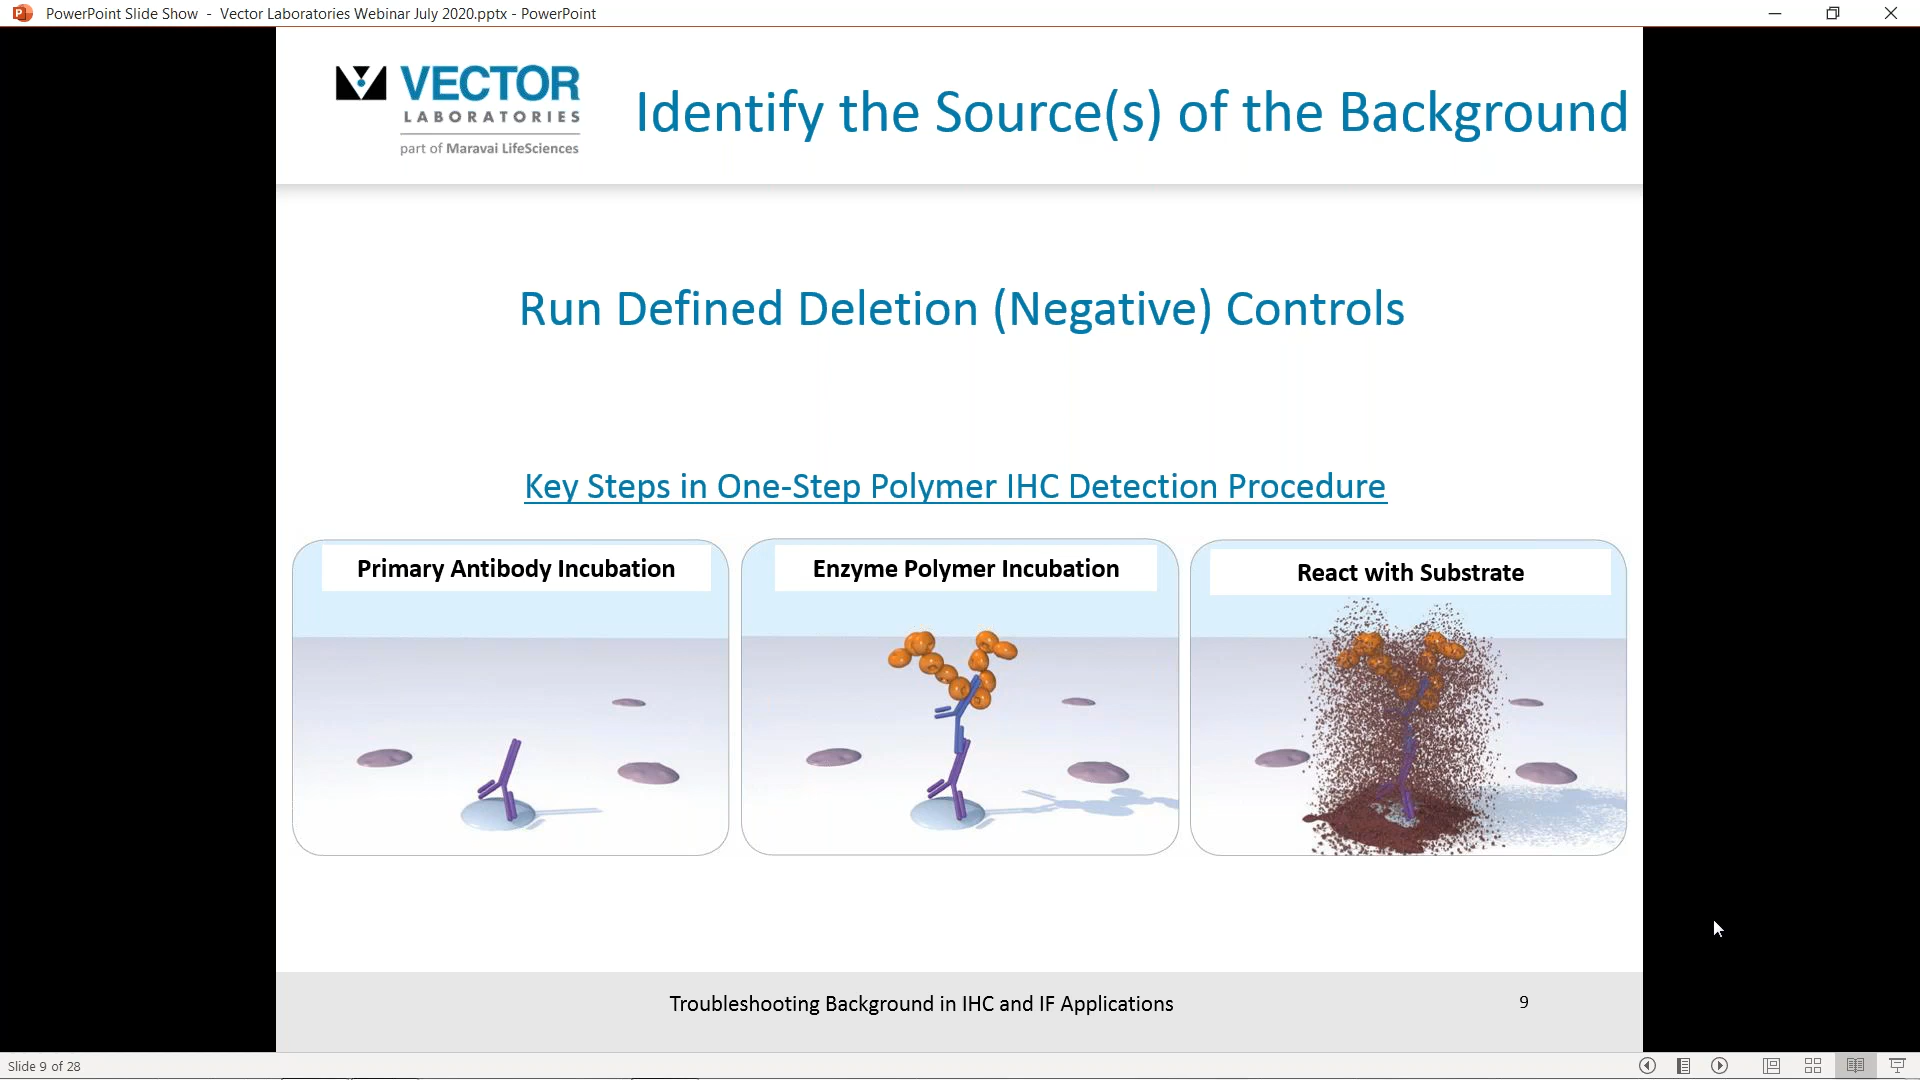 PowerPoint Slide Show - Vector Laboratories Webinar July 2020.pptx - PowerPoint
VECTOR
LABORATORIES
part of Maravai LifeSciences
Identify the Source(s) of the Background
Run Defined Deletion (Negative) Controls
Key Steps in One-Step Polymer IHC Detection Procedure
Primary Antibody Incubation
Enzyme Polymer Incubation
React with Substrate
Troubleshooting Background in IHC and IF Applications
9
Slide 9 of 28